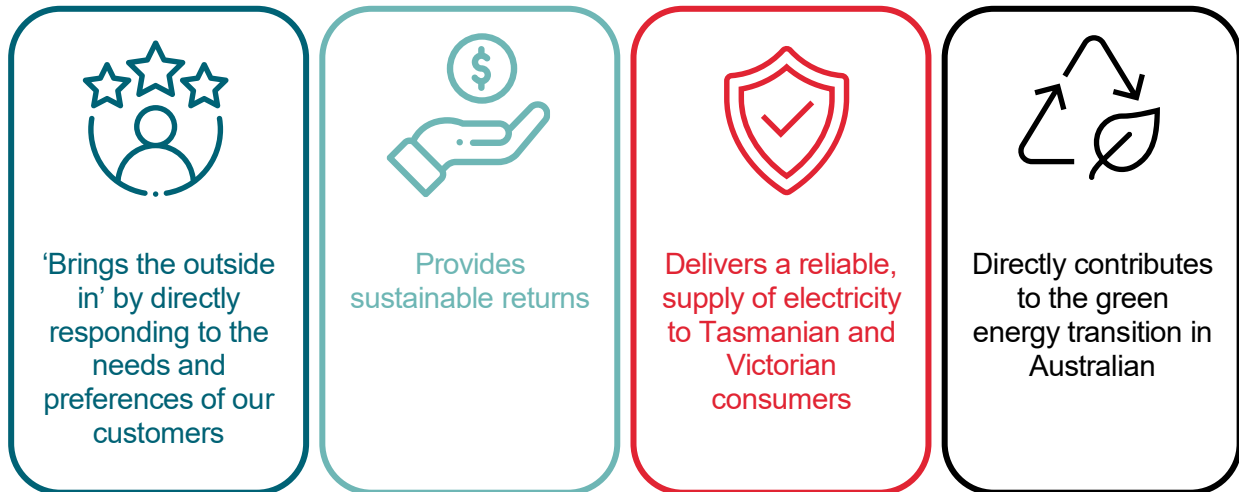 ‘Brings the outside
in’ by directly
responding to the
needs and
preferences of our
customers
Provides
sustainable returns
Delivers a reliable,
supply of electricity
to Tasmanian and
Victorian
consumers
Directly contributes
to the green
energy transition in
Australian